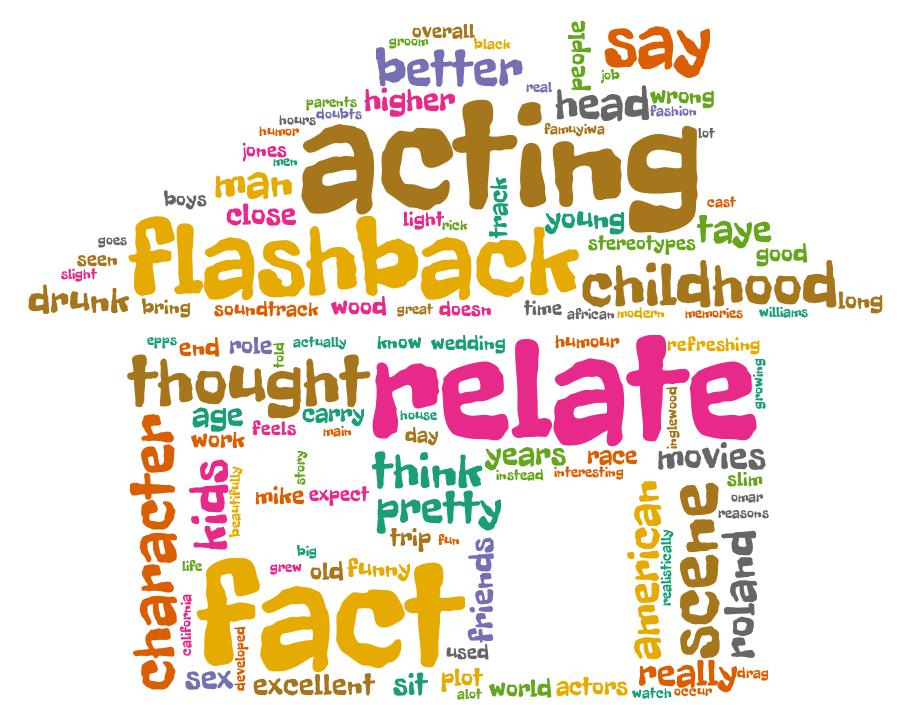 overall
groom
black
people
say
better
job
real
parents
higher
head
wrong
doubts
fashion
hours
humor
acting
famuyiwa
lot
jones
men
man
boys
track
close
light
rick
young
cast
taye
goes
flashback
stereotypes
good
seen
slight
childhood
drunk
bring
soundtrack
wood
great
doesn
time
african
modern
memories
williams
long
epps
end
role
told
actually
know
wedding
humour
refreshing
thought
relate
growing
age
carry
house
inglewood
work
feels
main
day
character
kids
beautifully
story
think
years
instead
race
interesting
movies
mike
expect
pretty
slim
omar
reasons
american
realistically
scene
roland
trip
fun
big
life
grew
old
funny
friends
fact
california
developed
used
sex
excellent
sit
plot
alot
world
actors
really
drag
watch
occur